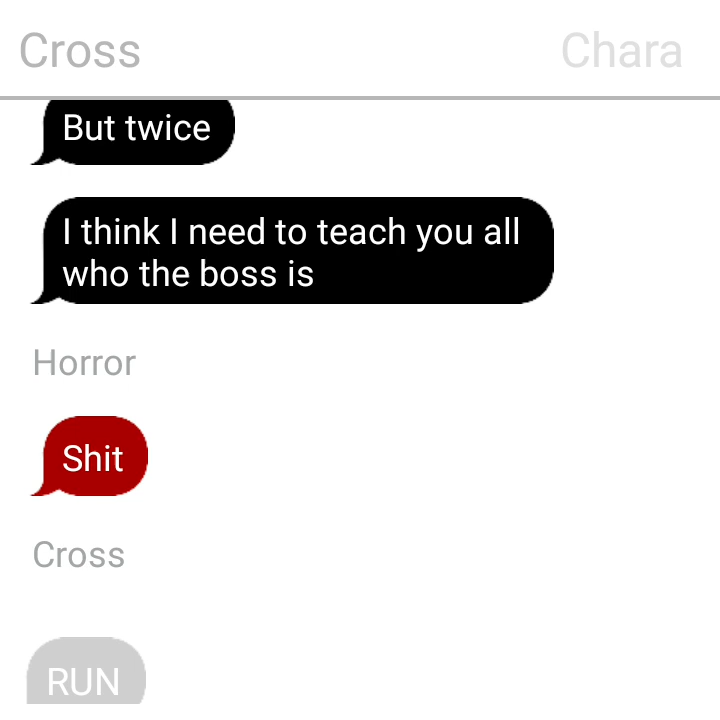 Cross Chara
But twice
I think I need to teach you all
who the boss is
Horror
Shit
Cross
RUN